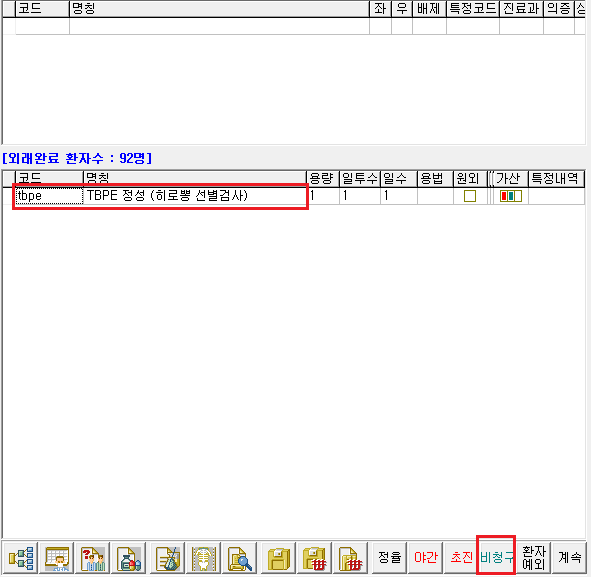 코드 명칭 좌 우 배제 특정코드 진료과 의증 상
[외래완료 환자수 : 92명]
코드 명칭 용량 일투수 일수 용법 원외 가산 특정내역
tbpe TBPE 정성 (히로뽕 선별검사) 1 1 1
정율 야간 초진 비청구 환자 예외 계속